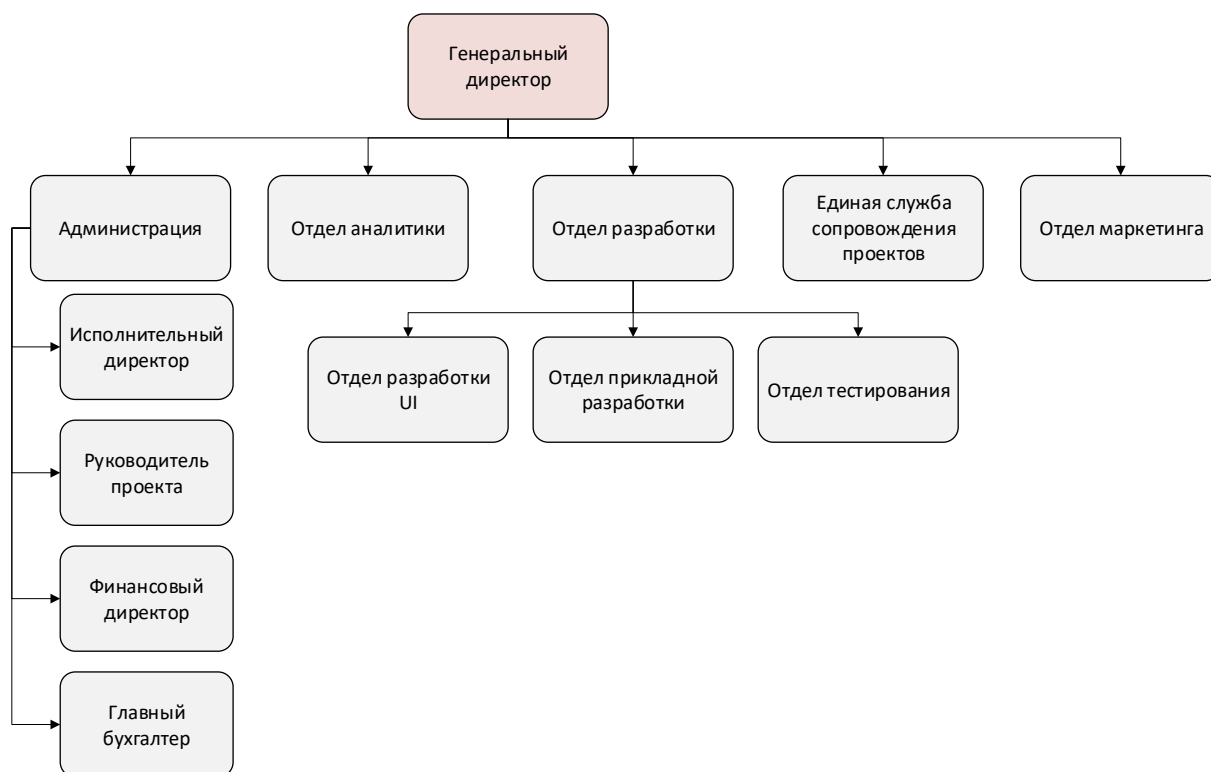 Генеральный
директор
Администрация
Отдел аналитики
Отдел разработки
Единая служба
сопровождения
проектов
Отдел маркетинга
Исполнительный
директор
Отдел разработки
UI
Отдел прикладной
разработки
Отдел тестирования
Руководитель
проекта
Финансовый
директор
Главный
бухгалтер